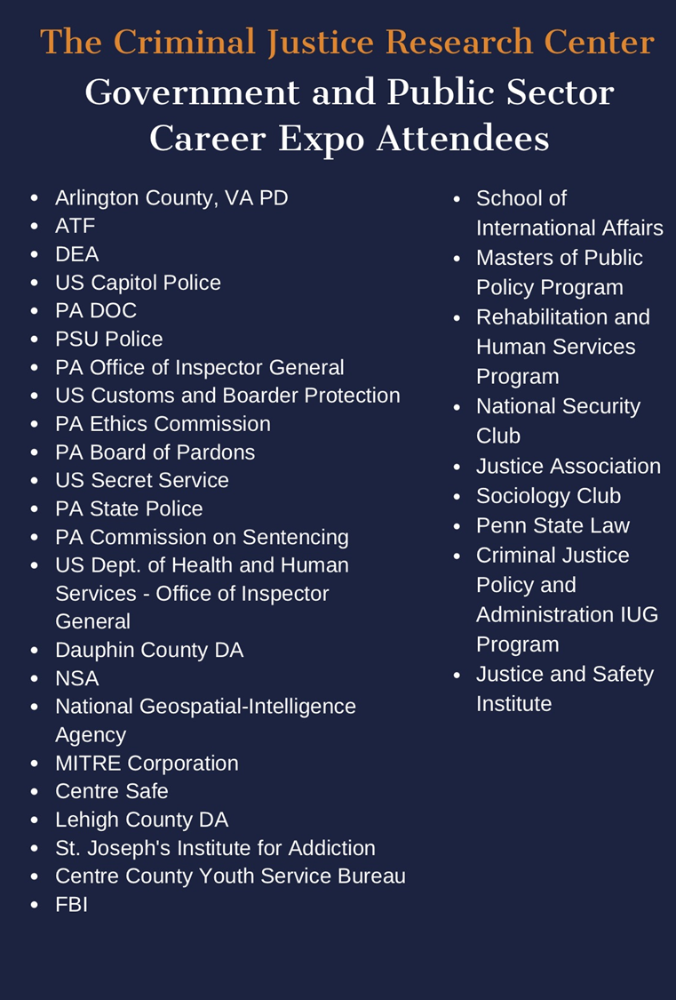 The Criminal Justice Research Center
Government and Public Sector
Career Expo Attendees
• Arlington County, VA PD
• ATF
• DEA
• US Capitol Police
• PA DOC
• PSU Police
• PA Office of Inspector General
• US Customs and Boarder Protection
• PA Ethics Commission
• PA Board of Pardons
• US Secret Service
• PA State Police
• PA Commission on Sentencing
• US Dept. of Health and Human
Services - Office of Inspector
General
• Dauphin County DA
• NSA
• National Geospatial-Intelligence
Agency
• MITRE Corporation
• Centre Safe
• Lehigh County DA
• St. Joseph's Institute for Addiction
• Centre County Youth Service Bureau
• FBI
• School of
International Affairs
• Masters of Public
Policy Program
• Rehabilitation and
Human Services
Program
• National Security
Club
• Justice Association
• Sociology Club
• Penn State Law
• Criminal Justice
Policy and
Administration IUG
Program
• Justice and Safety
Institute